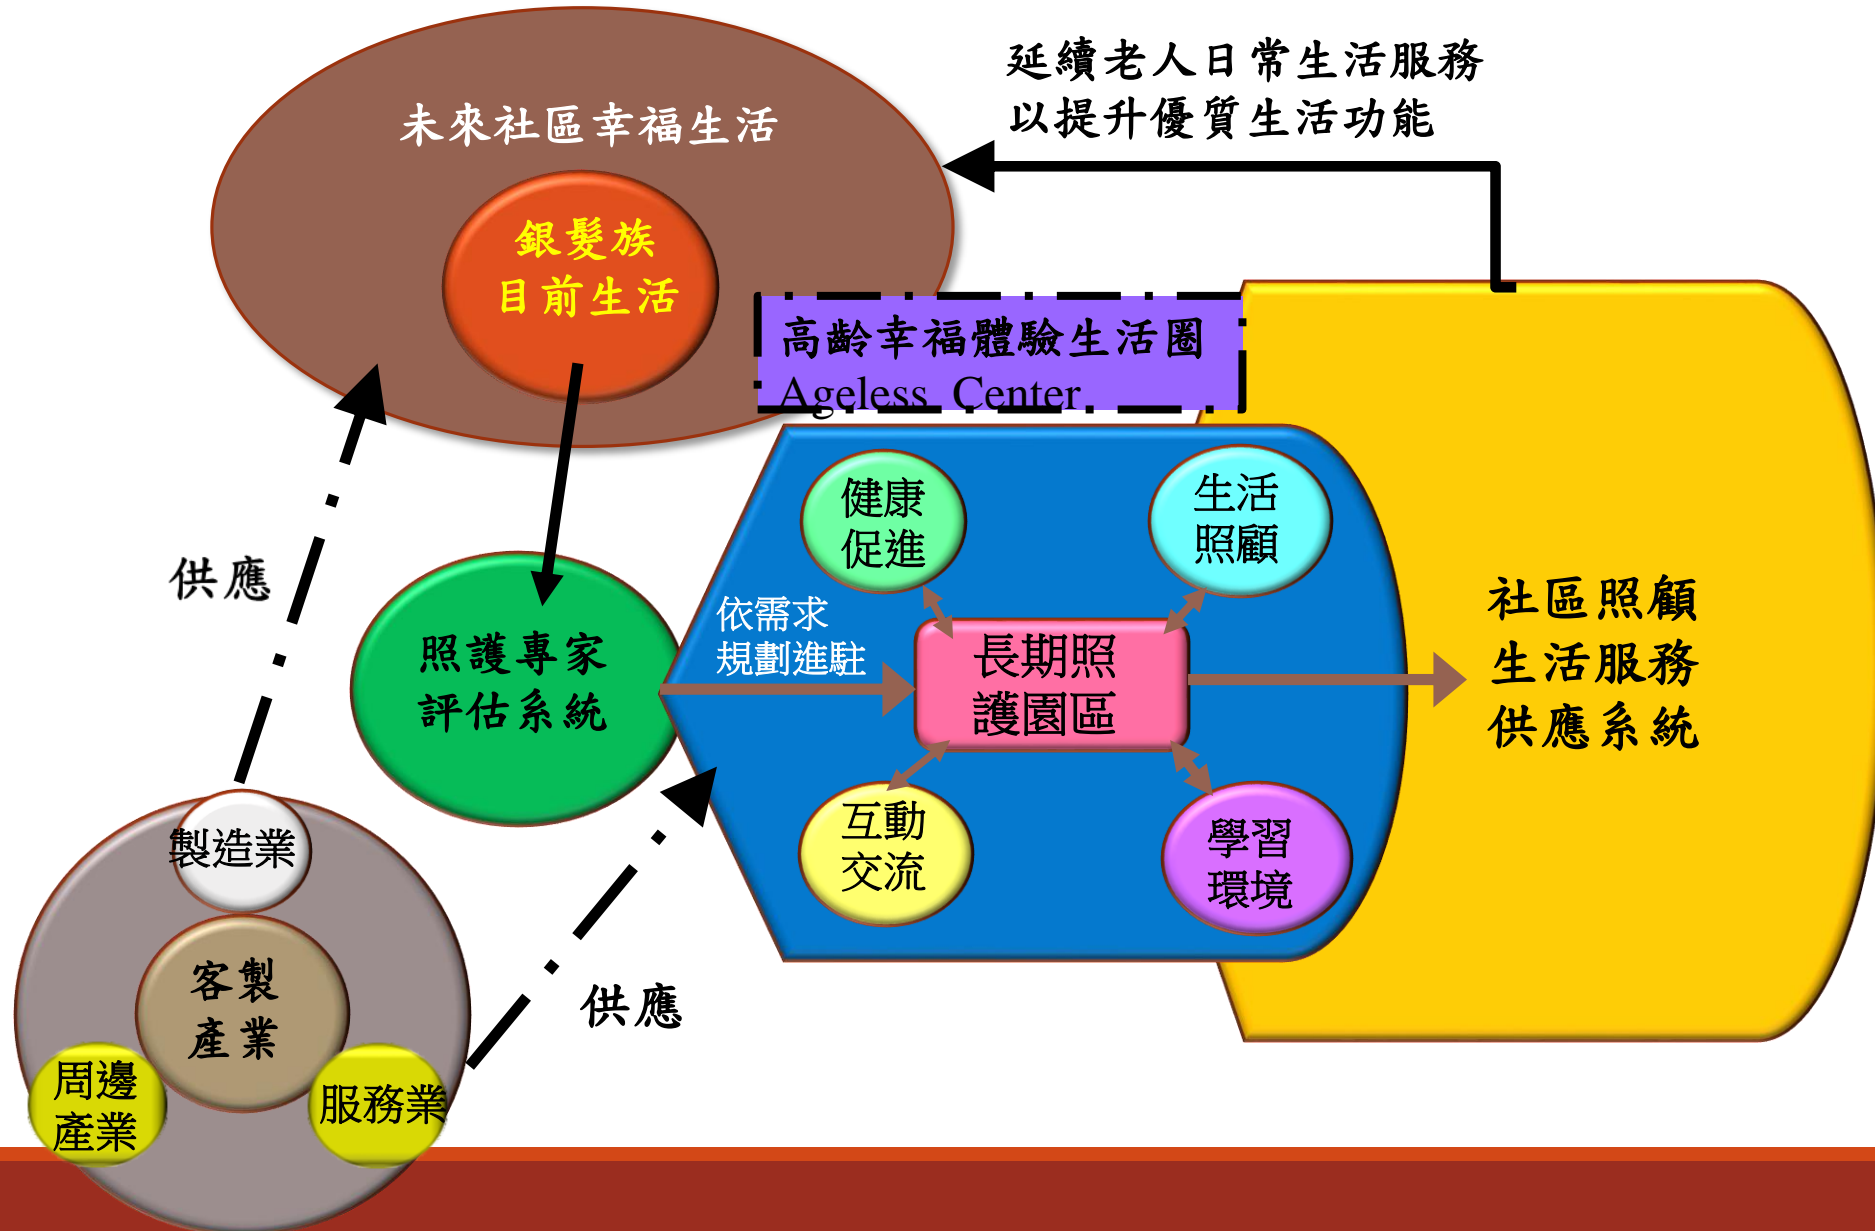 延續老人日常生活服務
以提升優質生活功能
未來社區幸福生活
銀髮族
目前生活
高齡幸福體驗生活圈
Ageless Center
健康
促進
生活
照顧
供應
依需求
規劃進駐
照護專家
評估系統
長期照
護園區
社區照顧
生活服務
供應系統
互動
交流
學習
環境
製造業
客製
產業
供應
周邊
產業
服務業